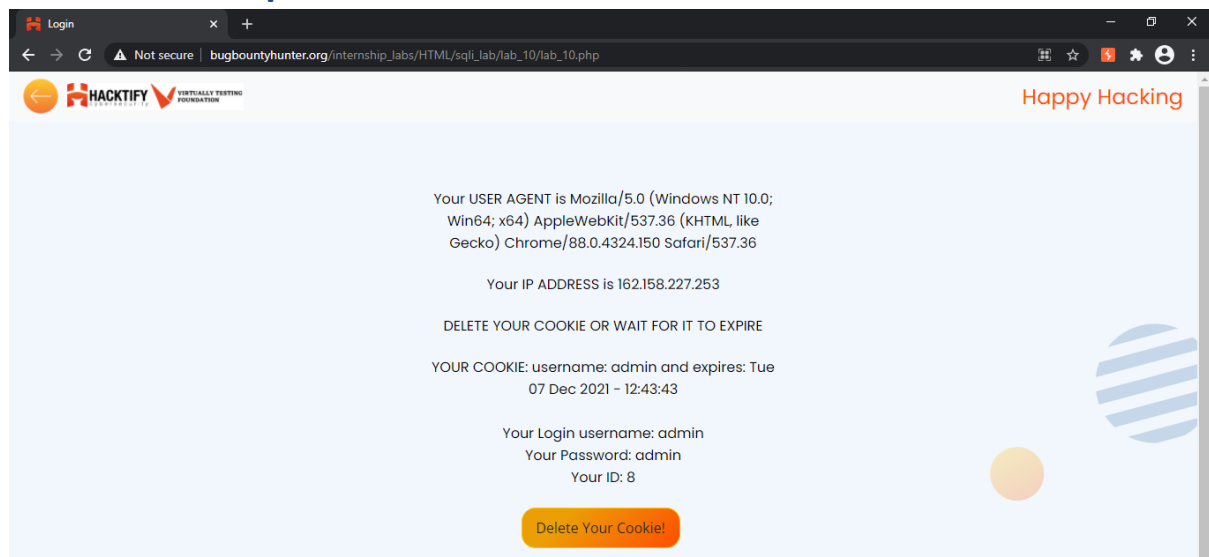 Login
Not secure | bugbountyhunter.org/internship_labs/HTML/sqli_lab/lab_10/lab_10.php
HACKTIFY
CYBERSECURITY
VIRTUALLY TESTING
FOUNDATION
Happy Hacking
Your USER AGENT is Mozilla/5.0 (Windows NT 10.0;
Win64; x64) AppleWebKit/537.36 (KHTML, like
Gecko) Chrome/88.0.4324.150 Safari/537.36
Your IP ADDRESS is 162.158.227.253
DELETE YOUR COOKIE OR WAIT FOR IT TO EXPIRE
YOUR COOKIE: username: admin and expires: Tue
07 Dec 2021 - 12:43:43
Your Login username: admin
Your Password: admin
Your ID: 8
Delete Your Cookie!